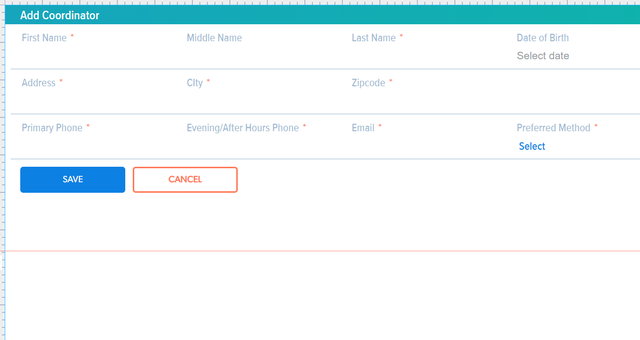 Add Coordinator
First Name * Middle Name Last Name * Date of Birth
Select date
Address * CIty * Zipcode *
Primary Phone * Evening/After Hours Phone * Email * Preferred Method *
Select
SAVE CANCEL